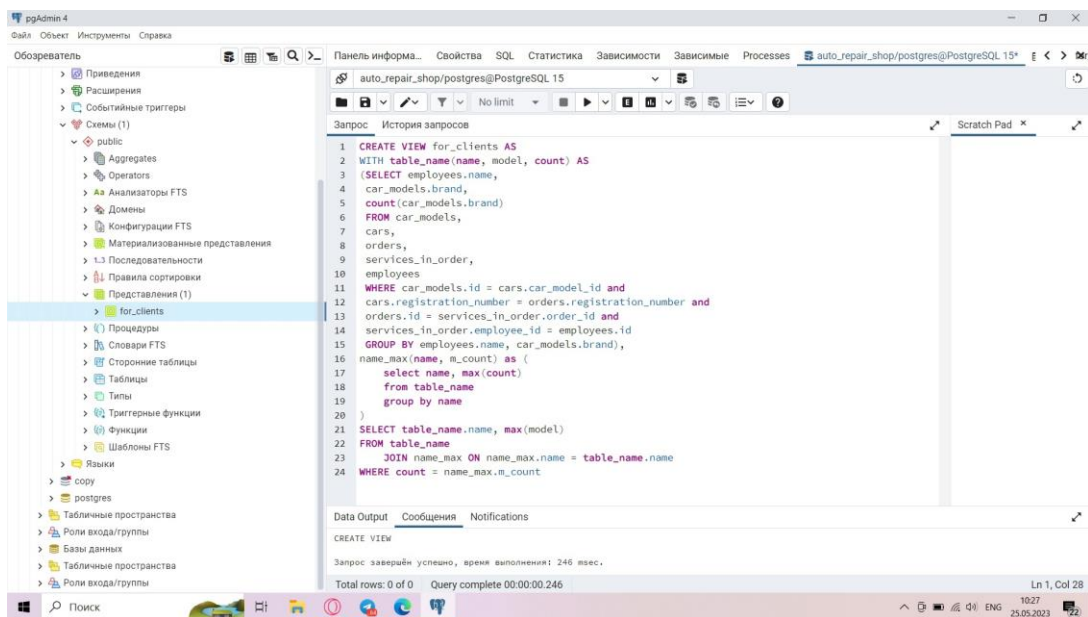 pgAdmin 4
Файл Объект Инструменты Справка
Обозреватель
Приведения
Расширения
Событийные триггеры
Схемы (1)
public
Aggregates
Operators
Анализаторы FTS
Домены
Конфигурации FTS
Материализованные представления
1..3 Последовательности
Правила сортировки
Представления (1)
for_clients
Процедуры
Словари FTS
Сторонние таблицы
Таблицы
Типы
Триггерные функции
Функции
Шаблоны FTS
Языки
copy
postgres
Табличные пространства
Роли входа/группы
Базы данных
Табличные пространства
Роли входа/группы
Панель информа... Свойства SQL Статистика Зависимости Зависимые Processes auto_repair_shop/postgres@PostgreSQL 15*
auto_repair_shop/postgres@PostgreSQL 15
No limit
Запрос История запросов
Scratch Pad
1 CREATE VIEW for_clients AS
2 WITH table_name(name, model, count) AS
3 (SELECT employees.name,
4 car_models.brand,
5 count(car_models.brand)
6 FROM car_models,
7 cars,
8 orders,
9 services_in_order,
10 employees
11 WHERE car_models.id = cars.car_model_id and
12 cars.registration_number = orders.registration_number and
13 orders.id = services_in_order.order_id and
14 services_in_order.employee_id = employees.id
15 GROUP BY employees.name, car_models.brand),
16 name_max(name, m_count) as (
17 select name, max(count)
18 from table_name
19 group by name
20 )
21 SELECT table_name.name, max(model)
22 FROM table_name
23 JOIN name_max ON name_max.name = table_name.name
24 WHERE count = name_max.m_count
Data Output Сообщения Notifications
CREATE VIEW
Запрос завершён успешно, время выполнения: 246 msec.
Total rows: 0 of 0 Query complete 00:00:00.246
Ln 1, Col 28
Поиск
ENG
10:27
25.05.2023
22